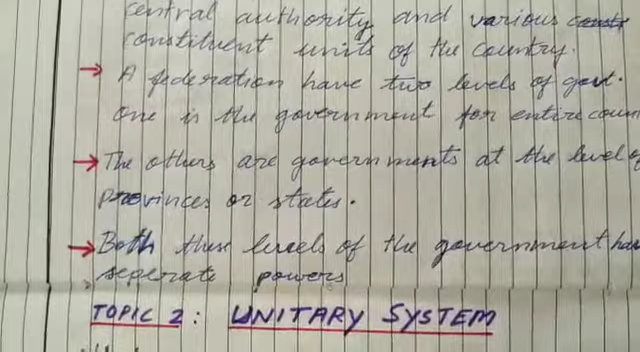 central authority and various
constituent units of the country.
→ A federation have two levels of govt.
one is the government for entire coun
→ The others are governments at the level of
provinces or states.
→ Both these levels of the government have
seperate powers
TOPIC 2: UNITARY SYSTEM